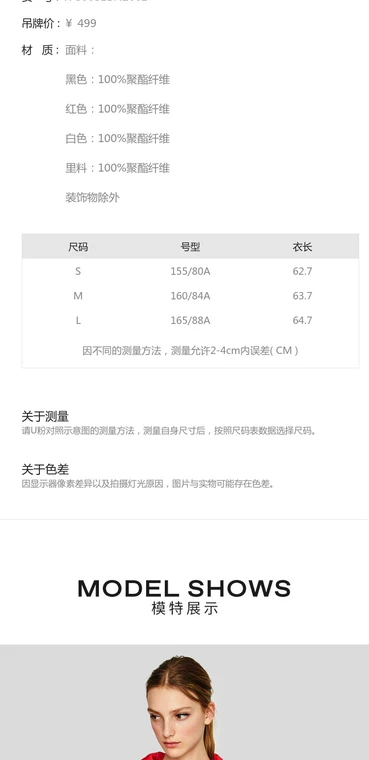 吊牌价：¥ 499
材 质：面料：
黑色：100%聚酯纤维
红色：100%聚酯纤维
白色：100%聚酯纤维
里料：100%聚酯纤维
装饰物除外
尺码 号型 衣长
S 155/80A 62.7
M 160/84A 63.7
L 165/88A 64.7
因不同的测量方法，测量允许2-4cm内误差( CM )
关于测量
请U粉对照示意图的测量方法，测量自身尺寸后，按照尺码表数据选择尺码。
关于色差
因显示器像素差异以及拍摄灯光原因，图片与实物可能存在色差。
MODEL SHOWS
模特展示